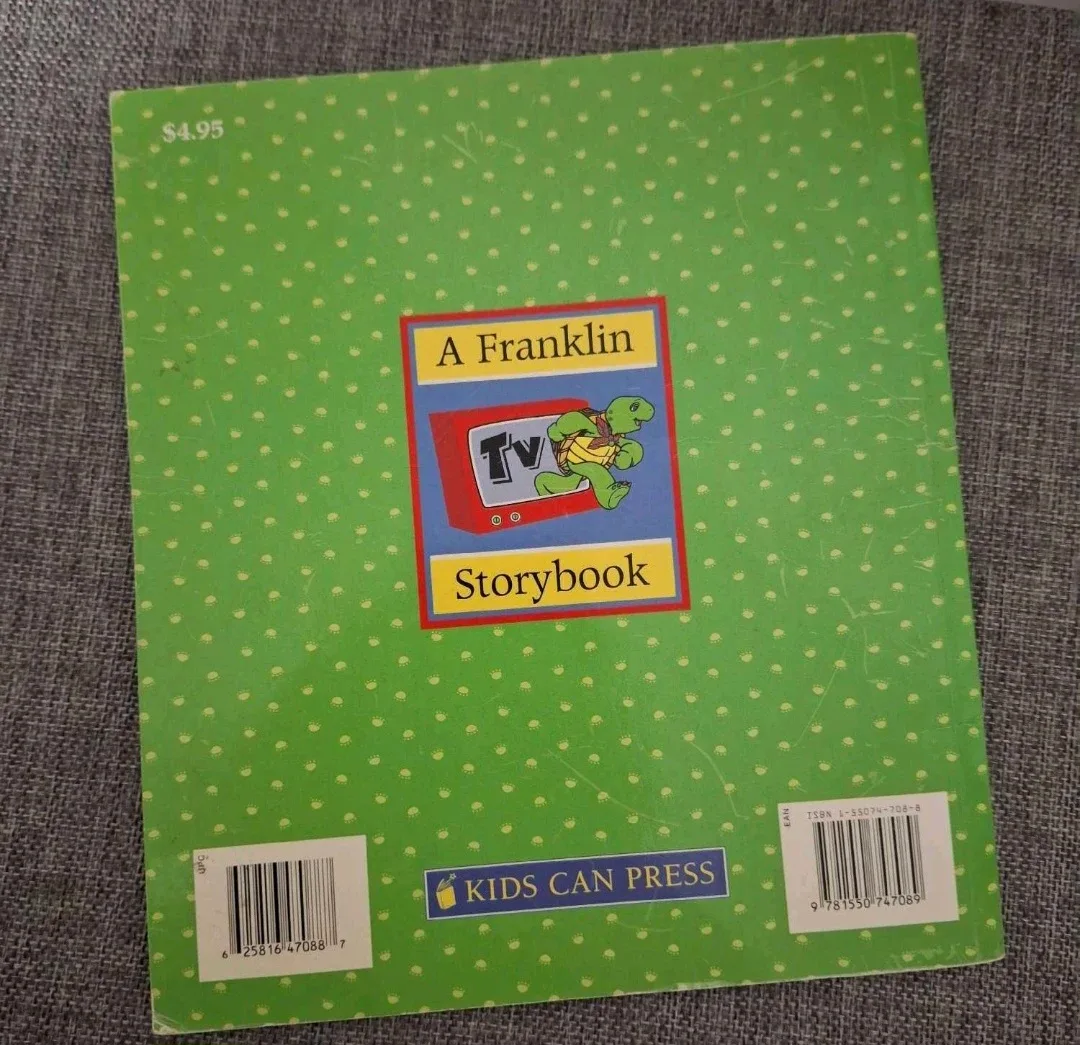 $4.95
A Franklin
TV
Storybook
UPC
6 25816 47088 7
KIDS CAN PRESS
EAN
ISBN 1-55074-708-8
9 781550 747089